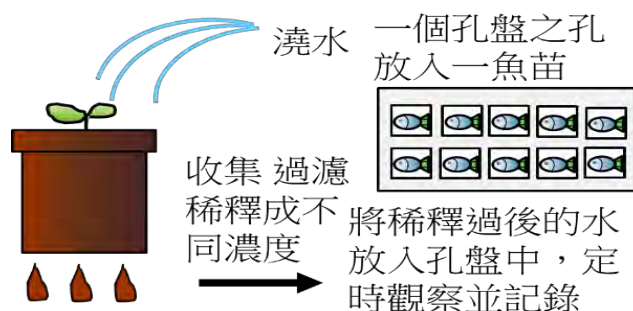 澆水
一個孔盤之孔
放入一魚苗
收集 過濾
稀釋成不
同濃度
將稀釋過後的水
放入孔盤中，定
時觀察並記錄